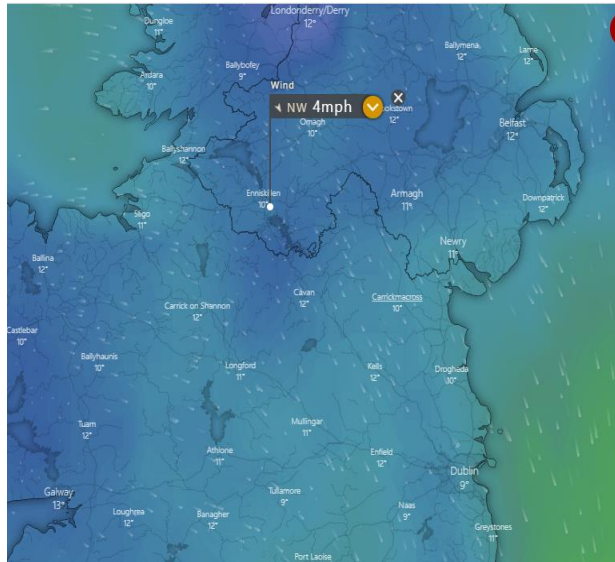 Londonderry/Derry
12°
Dungloe
11°
Ballymena
12°
Larne
12°
Ballybofey
9°
Ardara
10°
Wind
NW 4mph
Omagh
10°
okstown
12°
Belfast
12°
Ballyshannon
12°
Enniskillen
10°
Armagh
11°
Downpatrick
12°
Sligo
11°
Newry
11°
Ballina
12°
Cavan
12°
Carrickmacross
10°
Carrick on Shannon
12°
Castlebar
10°
Ballyhaunis
10°
Longford
11°
Kells
12°
Drogheda
10°
Tuam
12°
Mullingar
11°
Athlone
11°
Enfield
12°
Dublin
9°
Galway
13°
Tullamore
9°
Loughrea
12°
Banagher
12°
Naas
9°
Greystones
11°
Port Laoise